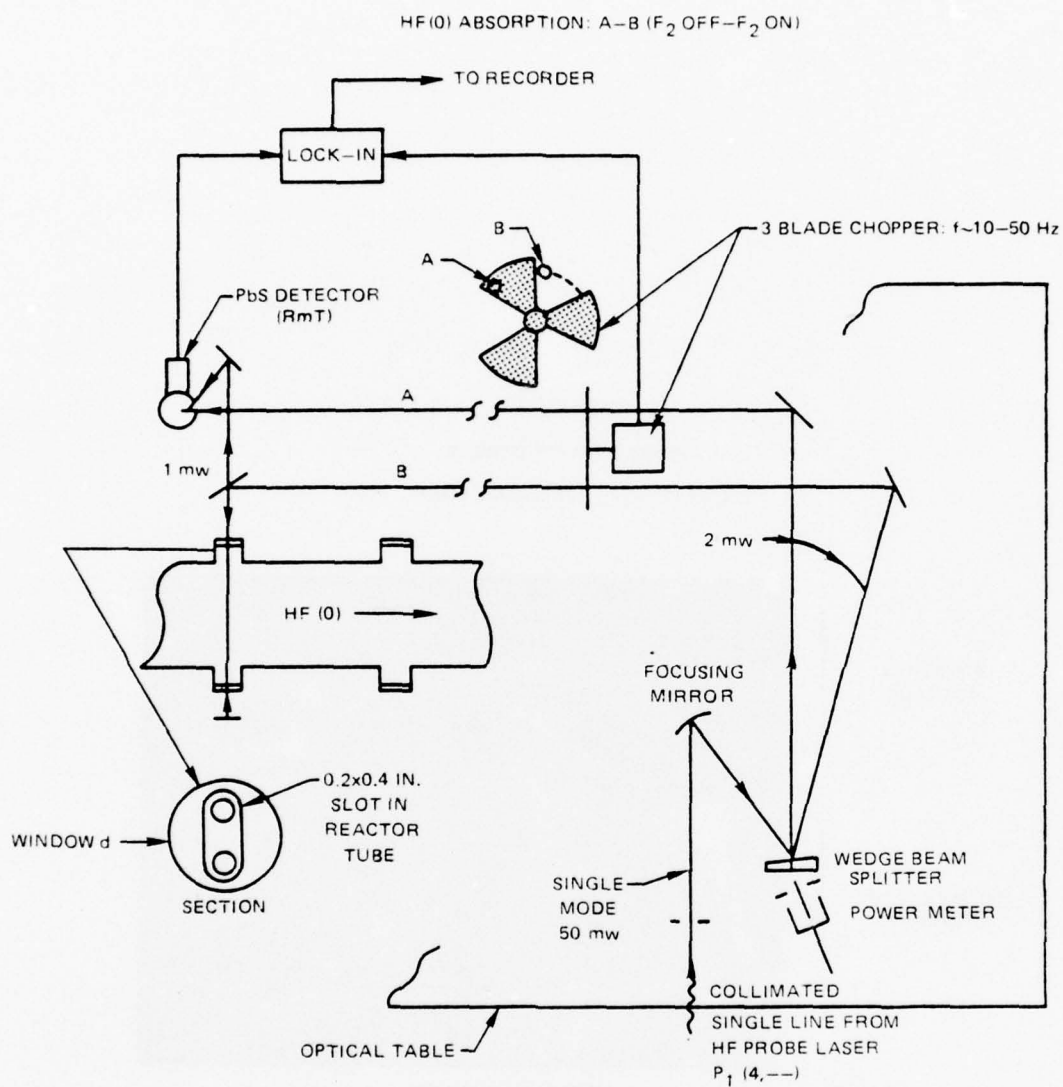 HF(0) ABSORPTION: A-B (F2 OFF-F2 ON)
TO RECORDER
LOCK-IN
3 BLADE CHOPPER: f~10-50 Hz
B
A
PbS DETECTOR
(RmT)
A
1 mw
B
2 mw
HF (0)
FOCUSING
MIRROR
0.2x0.4 IN.
SLOT IN
REACTOR
TUBE
WINDOW d
SECTION
WEDGE BEAM
SPLITTER
POWER METER
SINGLE
MODE
50 mw
COLLIMATED
SINGLE LINE FROM
HF PROBE LASER
P1 (4,--)
OPTICAL TABLE